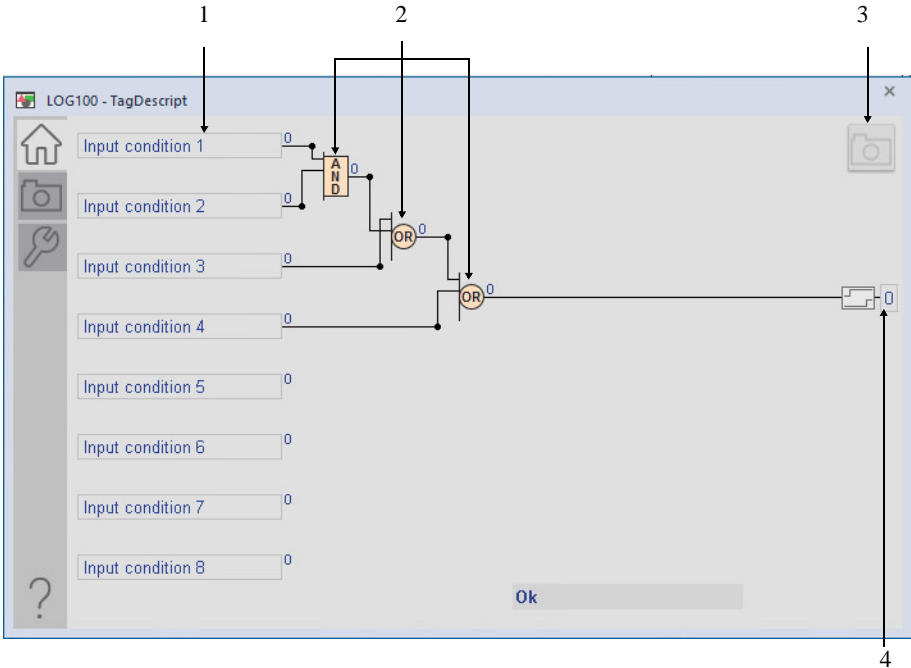 1 2 3
LOG100 - TagDescript ×
Input condition 1 0
AND 0
Input condition 2 0
OR 0
Input condition 3 0
OR 0
0
Input condition 4 0
Input condition 5 0
Input condition 6 0
Input condition 7 0
Input condition 8 0
?
Ok
4